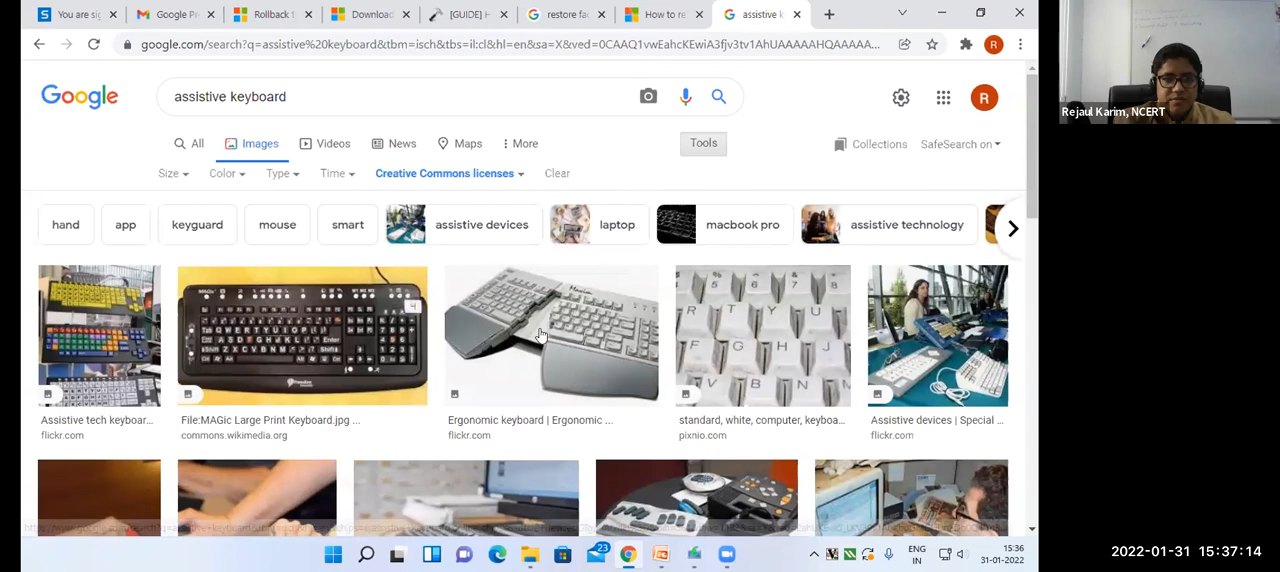 You are sig
Google Pr
Rollback t
Download
[GUIDE] H
restore fac
How to re
assistive k
google.com/search?q=assistive%20keyboard&tbm=isch&tbs=il:cl&hl=en&sa=X&ved=0CAAQ1vwEahcKEwiA3fjv3tv1AhUAAAAAHQAAAAA...
R
Google
assistive keyboard
R
All
Images
Videos
News
Maps
More
Tools
Collections
SafeSearch on
Size
Color
Type
Time
Creative Commons licenses
Clear
hand
app
keyguard
mouse
smart
assistive devices
laptop
macbook pro
assistive technology
Assistive tech keyboar...
flickr.com
File:MAGic Large Print Keyboard.jpg ...
commons.wikimedia.org
Ergonomic keyboard | Ergonomic ...
flickr.com
standard, white, computer, keyboa...
pixnio.com
Assistive devices | Special ...
flickr.com
23
ENG
IN
15:36
31-01-2022
Rejaul Karim, NCERT
2022-01-31 15:37:14